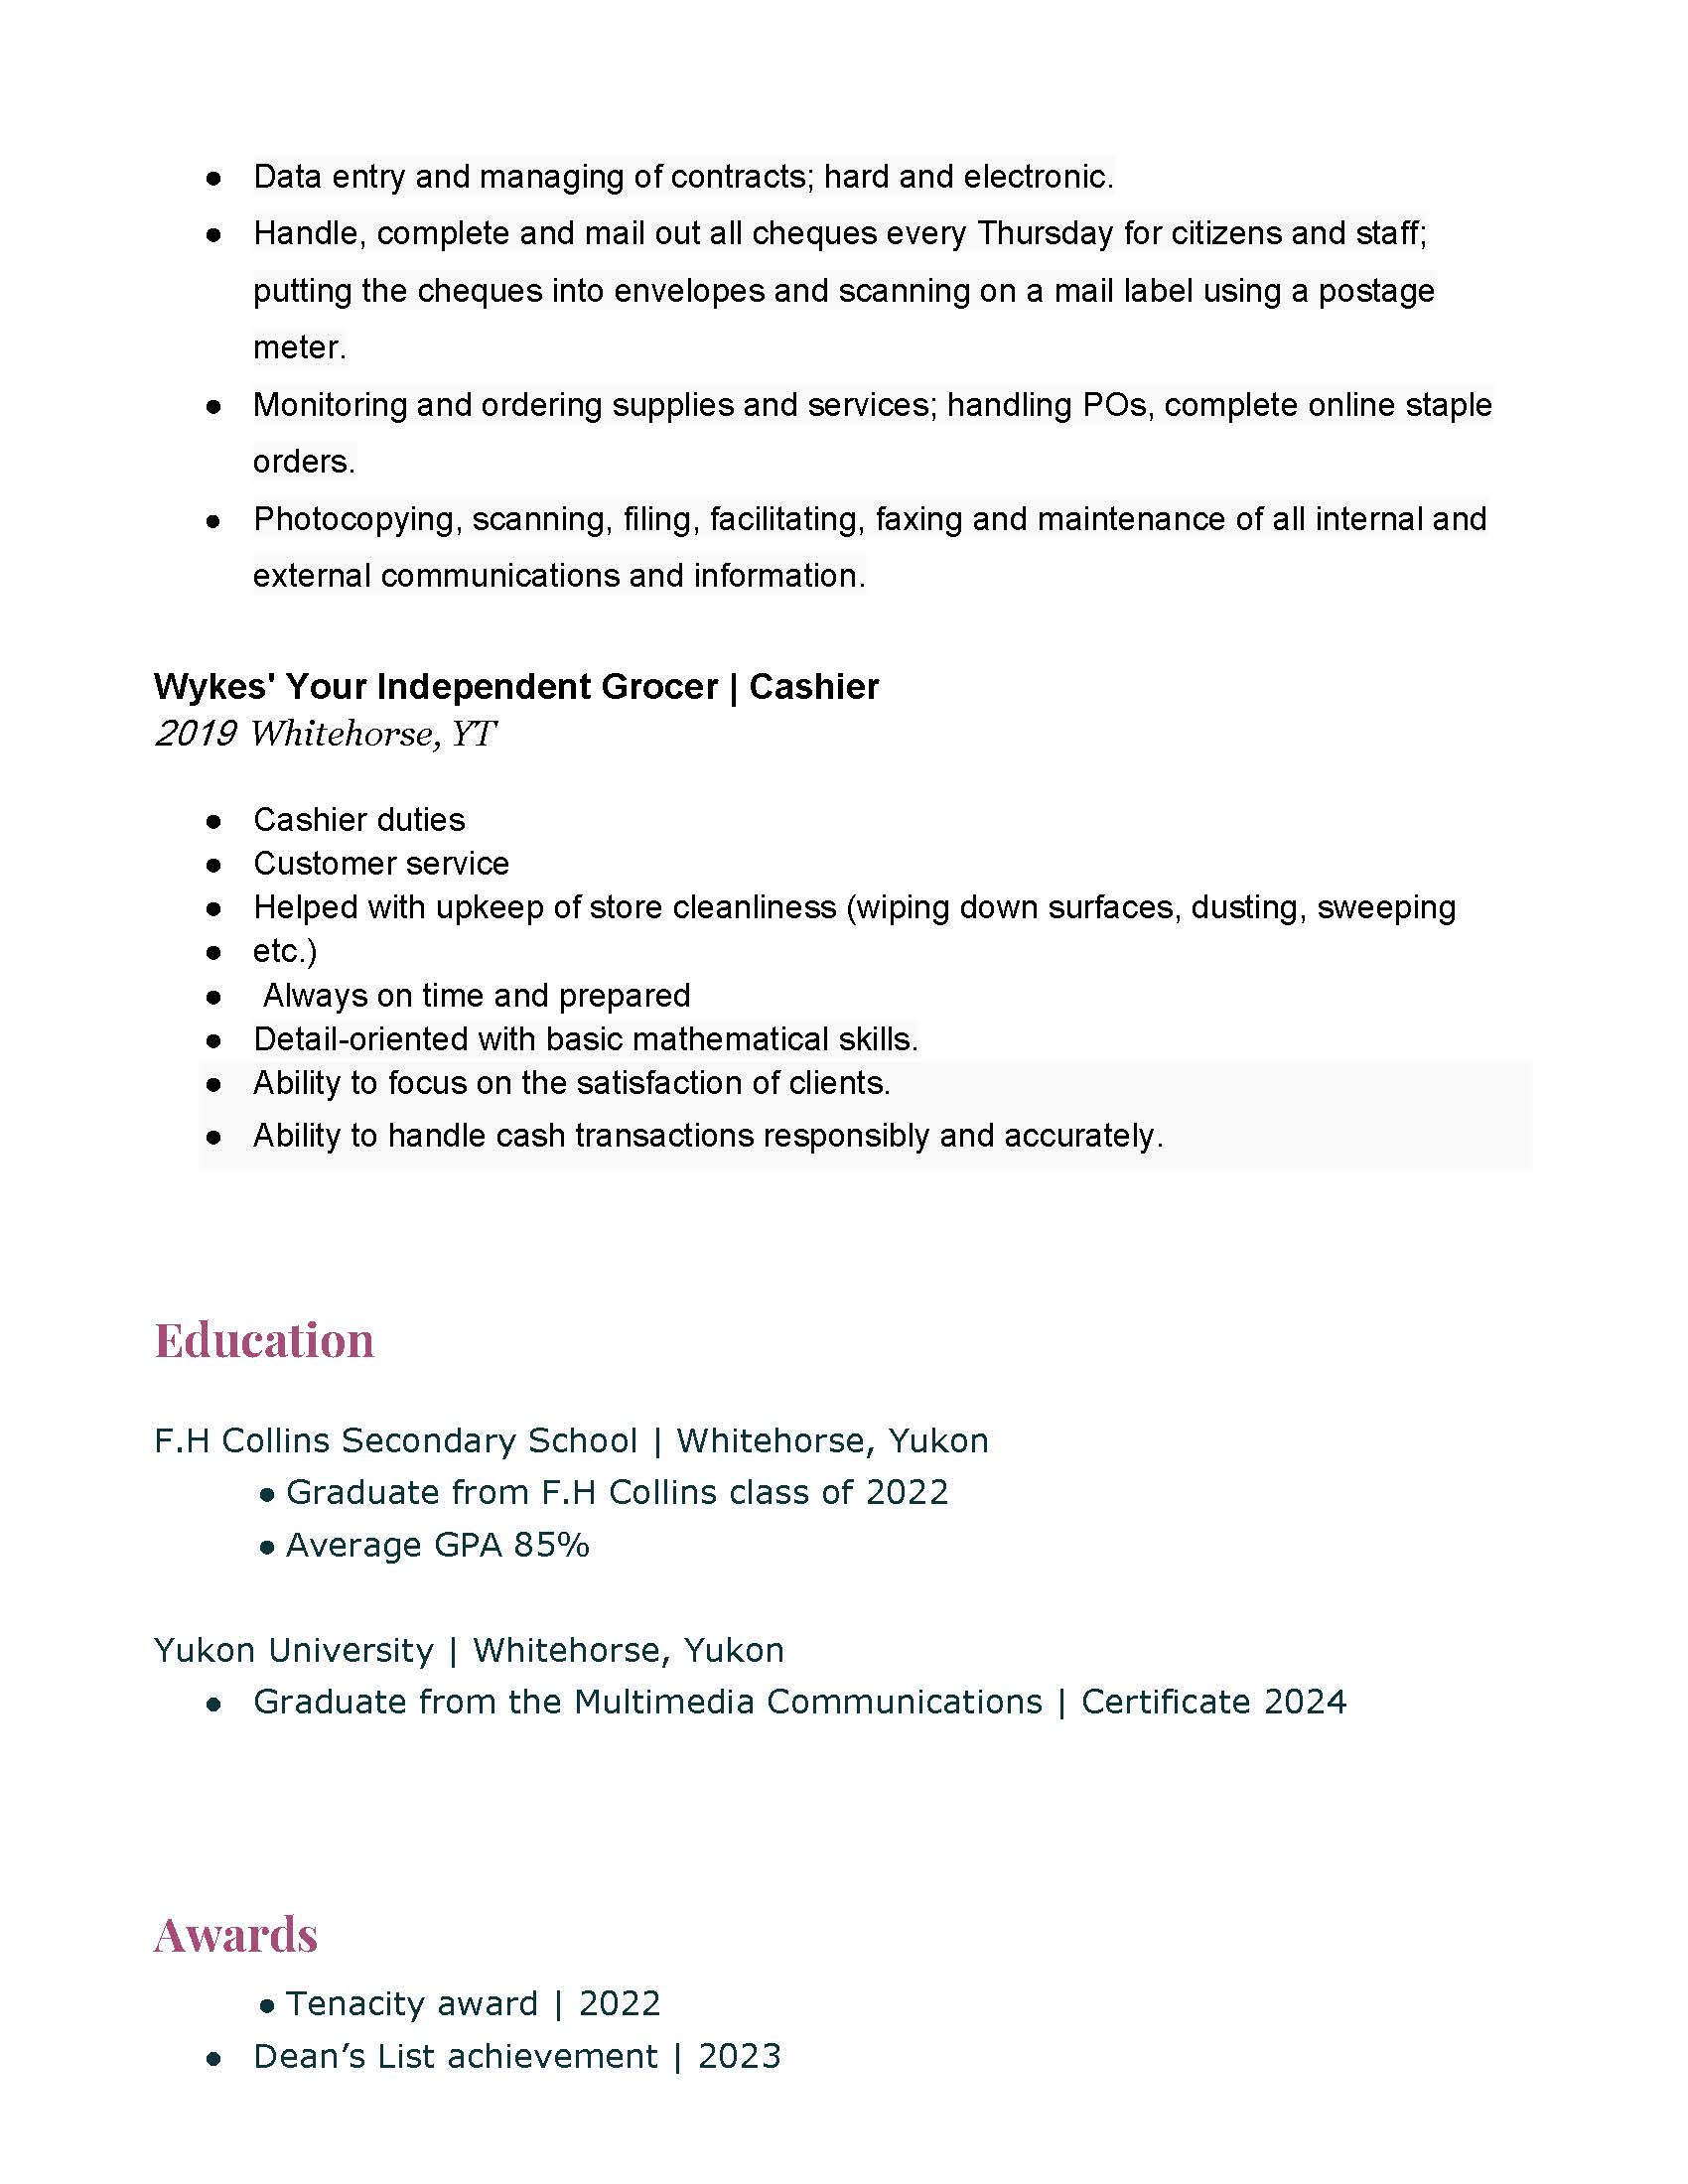 ● Data entry and managing of contracts; hard and electronic.
● Handle, complete and mail out all cheques every Thursday for citizens and staff;
putting the cheques into envelopes and scanning on a mail label using a postage
meter.
● Monitoring and ordering supplies and services; handling POs, complete online staple
orders.
● Photocopying, scanning, filing, facilitating, faxing and maintenance of all internal and
external communications and information.
Wykes' Your Independent Grocer | Cashier
2019 Whitehorse, YT
● Cashier duties
● Customer service
● Helped with upkeep of store cleanliness (wiping down surfaces, dusting, sweeping
● etc.)
● Always on time and prepared
● Detail-oriented with basic mathematical skills.
● Ability to focus on the satisfaction of clients.
● Ability to handle cash transactions responsibly and accurately.
Education
F.H Collins Secondary School | Whitehorse, Yukon
● Graduate from F.H Collins class of 2022
● Average GPA 85%
Yukon University | Whitehorse, Yukon
● Graduate from the Multimedia Communications | Certificate 2024
Awards
● Tenacity award | 2022
● Dean’s List achievement | 2023